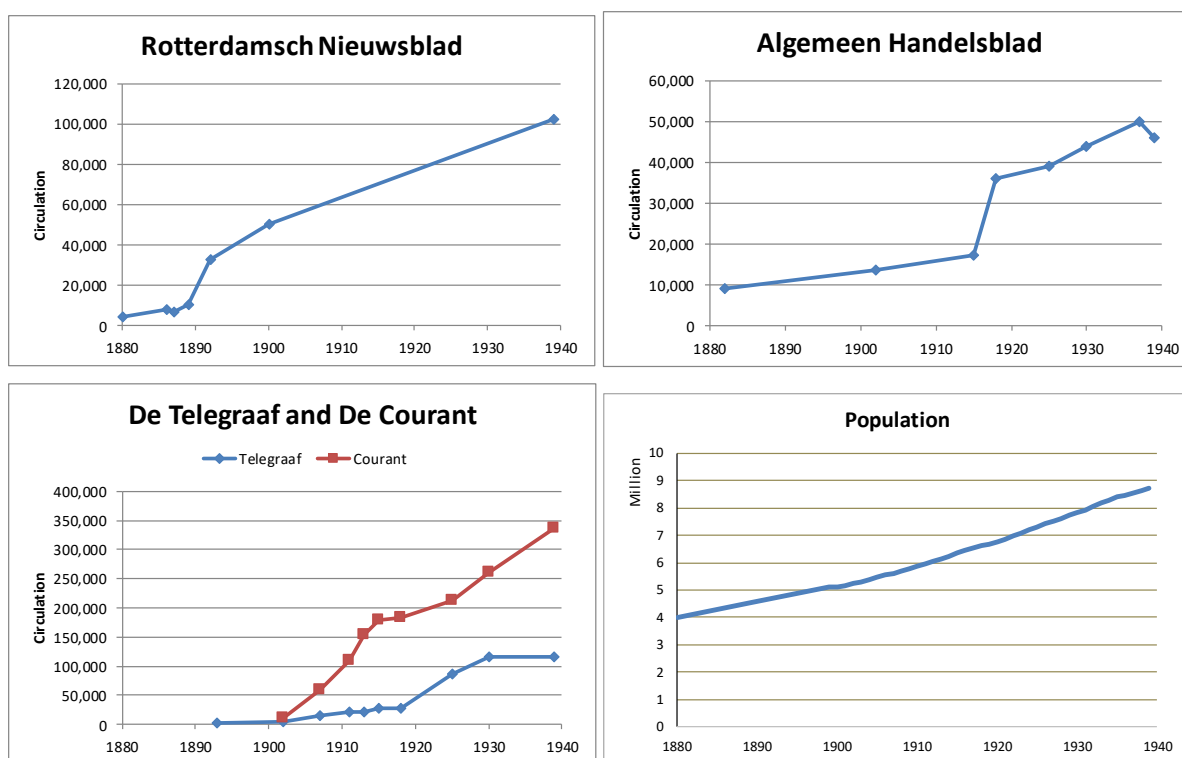 Rotterdamsch Nieuwsblad
120,000
100,000
80,000
60,000
40,000
20,000
0
Circulation
1880 1890 1900 1910 1920 1930 1940
Algemeen Handelsblad
60,000
50,000
40,000
30,000
20,000
10,000
0
Circulation
1880 1890 1900 1910 1920 1930 1940
De Telegraaf and De Courant
Telegraaf Courant
400,000
350,000
300,000
250,000
200,000
150,000
100,000
50,000
0
Circulation
1880 1890 1900 1910 1920 1930 1940
Population
10
9
8
7
6
5
4
3
2
1
0
Million
1880 1890 1900 1910 1920 1930 1940